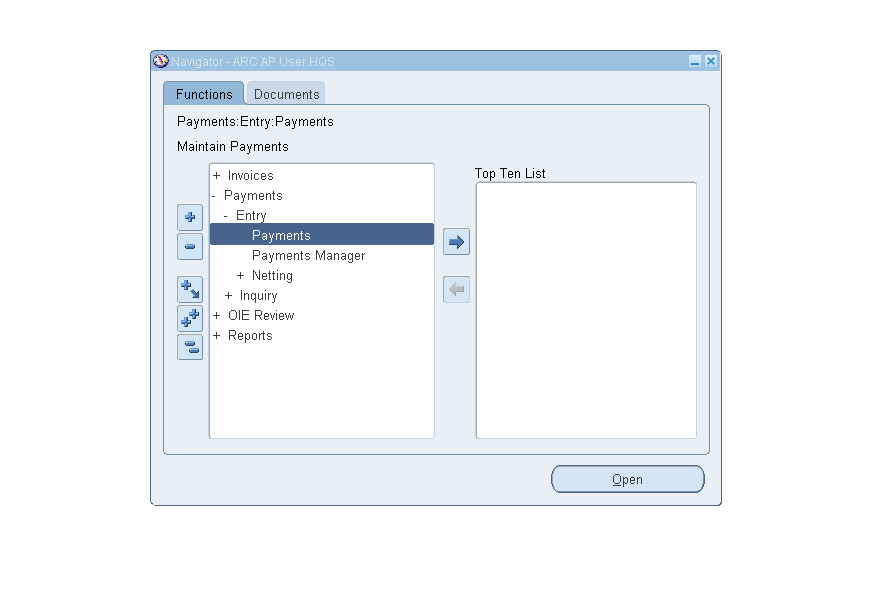 Navigator - ARC AP User HQS
Functions
Documents
Payments:Entry:Payments
Maintain Payments
+ Invoices
- Payments
- Entry
Payments
Payments Manager
+ Netting
+ Inquiry
+ OIE Review
+ Reports
Top Ten List
Open